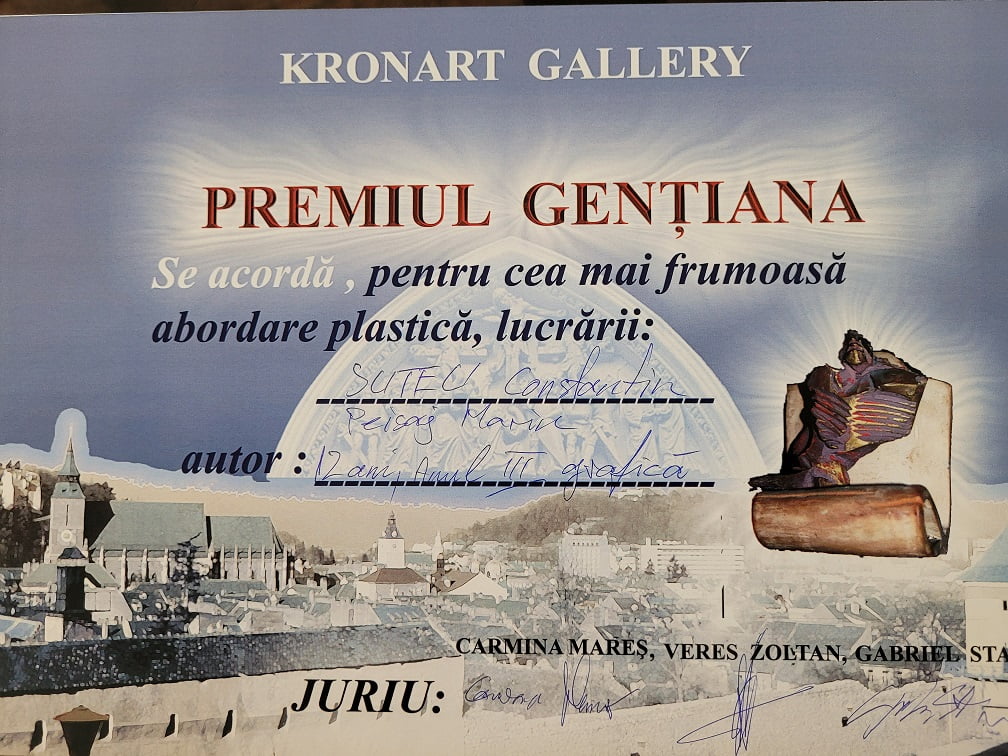 KRONART GALLERY
PREMIUL GENȚIANA
Se acordă , pentru cea mai frumoasă
abordare plastică, lucrării:
SUTEU Constantin
Peisaj Marin
autor : 12 ani, Anul III grafică
CARMINA MAREȘ, VERES ZOLTAN, GABRIEL STA
JURIU: